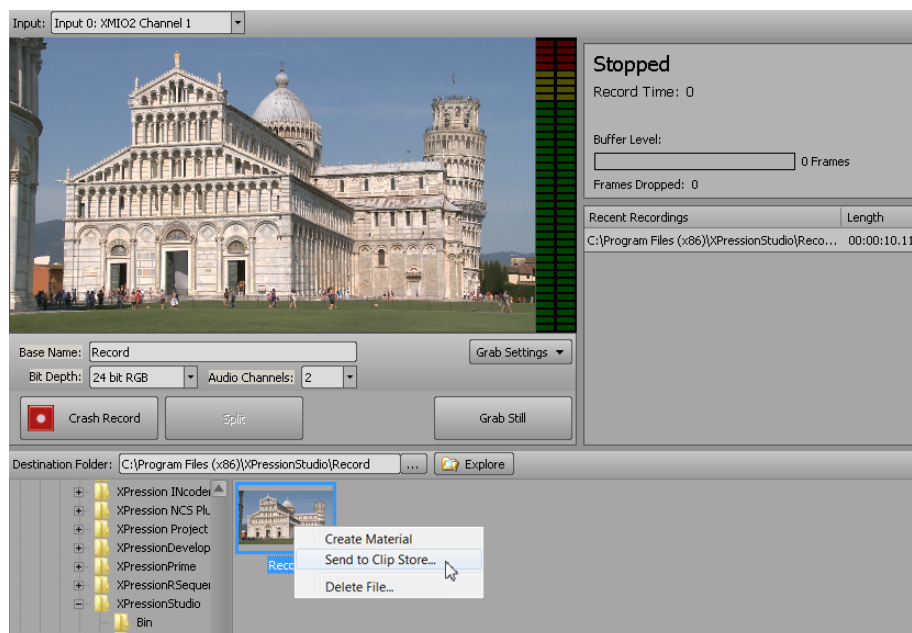 Input: Input 0: XMIO2 Channel 1
Stopped
Record Time: 0
Buffer Level:
0 Frames
Frames Dropped: 0
Recent Recordings Length
C:\Program Files (x86)\XPressionStudio\Reco... 00:00:10.11
Base Name: Record
Grab Settings
Bit Depth: 24 bit RGB Audio Channels: 2
Crash Record Split Grab Still
Destination Folder: C:\Program Files (x86)\XPressionStudio\Record ... Explore
XPression INcoder
XPression NCS Plu
XPression Project
XPressionDevelop
XPressionPrime
XPressionRSequer
XPressionStudio
Bin
Reco
Create Material
Send to Clip Store...
Delete File...